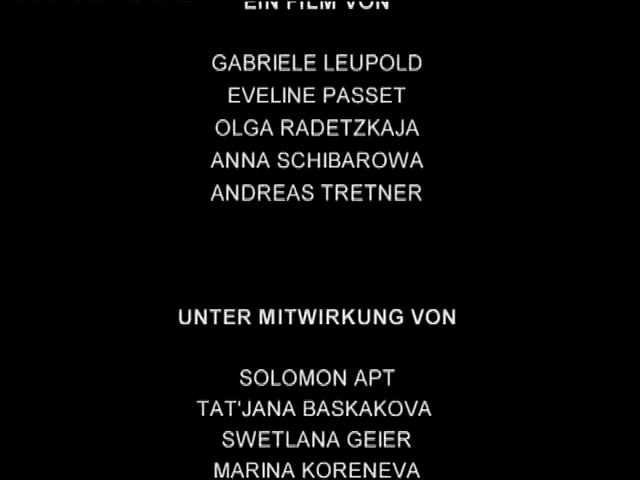 EIN FILM VON
GABRIELE LEUPOLD
EVELINE PASSET
OLGA RADETZKAJA
ANNA SCHIBAROWA
ANDREAS TRETNER
UNTER MITWIRKUNG VON
SOLOMON APT
TAT'JANA BASKAKOVA
SWETLANA GEIER
MARINA KORENEVA